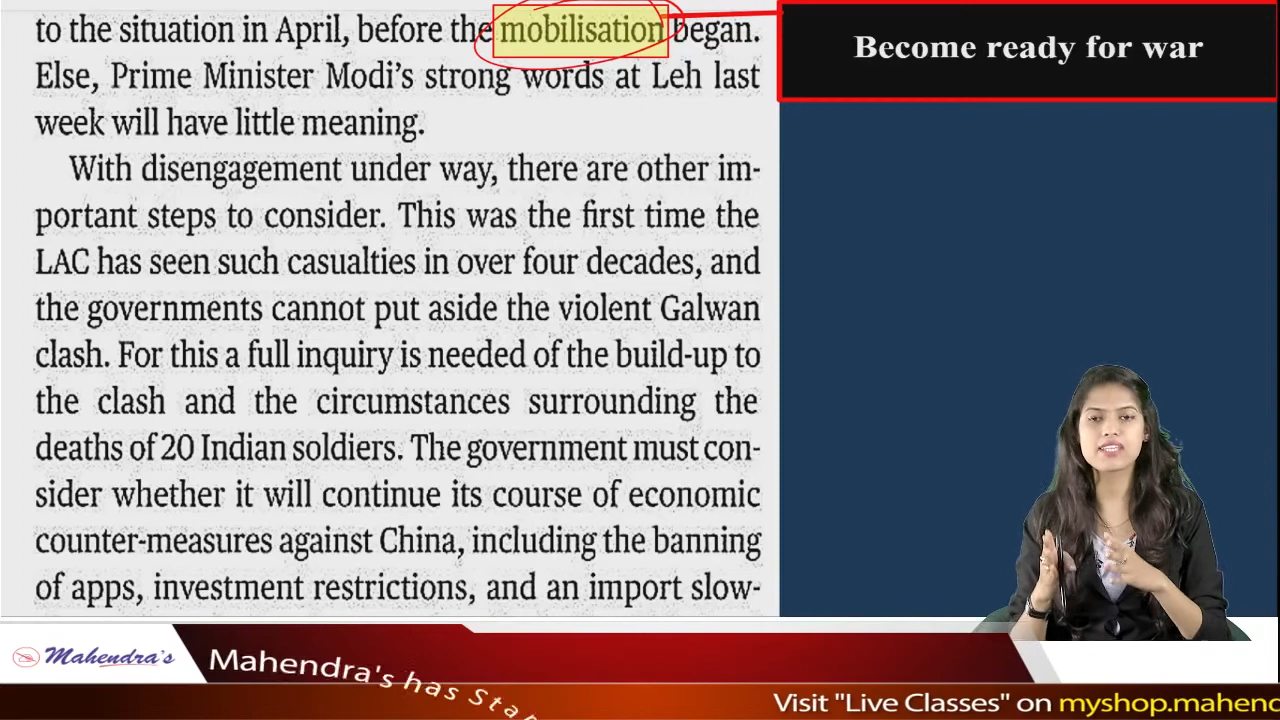 to the situation in April, before the mobilisation began.
Else, Prime Minister Modi's strong words at Leh last
week will have little meaning.
With disengagement under way, there are other im-
portant steps to consider. This was the first time the
LAC has seen such casualties in over four decades, and
the governments cannot put aside the violent Galwan
clash. For this a full inquiry is needed of the build-up to
the clash and the circumstances surrounding the
deaths of 20 Indian soldiers. The government must con-
sider whether it will continue its course of economic
counter-measures against China, including the banning
of apps, investment restrictions, and an import slow-
Become ready for war
Mahendra's
Mahendra's has Star
Visit "Live Classes" on myshop.mahend